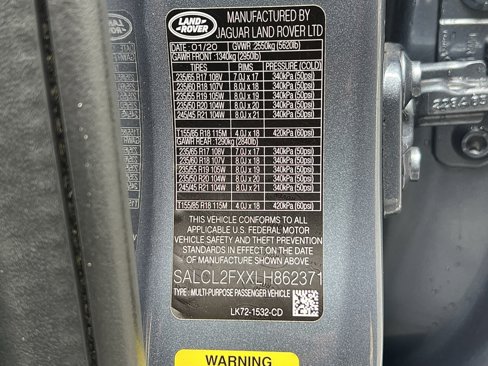 LAND-
ROVER
MANUFACTURED BY
JAGUAR LAND ROVER LTD
DATE: 01/20 GVWR: 2550kg (5620lb)
GAWR FRONT :1340kg (2950lb)
TIRES RIMS PRESSURE (COLD)
235/65 R17 108V 7.0J x 17 340kPa (50psi)
235/60 R18 107V 8.0J x 18 340kPa (50psi)
235/55 R19 105W 8.0J x 19 340kPa (50psi)
235/50 R20 104W 8.0J x 20 340kPa (50psi)
245/45 R21 104W 8.0J x 21 340kPa (50psi)
T155/85 R18 115M 4.0J x 18 420kPa (60psi)
GAWR REAR :1290kg (2840lb)
235/65 R17 108V 7.0J x 17 340kPa (50psi)
235/60 R18 107V 8.0J x 18 340kPa (50psi)
235/55 R19 105W 8.0J x 19 340kPa (50psi)
235/50 R20 104W 8.0J x 20 340kPa (50psi)
245/45 R21 104W 8.0J x 21 340kPa (50psi)
T155/85 R18 115M 4.0J x 18 420kPa (60psi)
THIS VEHICLE CONFORMS TO ALL
APPLICABLE U.S. FEDERAL MOTOR
VEHICLE SAFETY AND THEFT PREVENTION
STANDARDS IN EFFECT ON THE DATE
OF MANUFACTURE SHOWN ABOVE.
SALCL2FXXLH862371
TYPE : MULTI-PURPOSE PASSENGER VEHICLE
LK72-1532-CD
WARNING